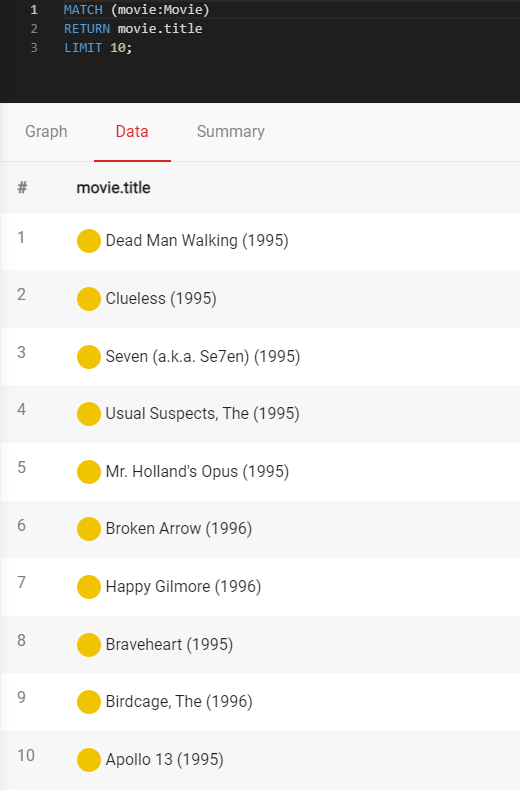 1 MATCH (movie:Movie)
2 RETURN movie.title
3 LIMIT 10;
Graph Data Summary
# movie.title
1 Dead Man Walking (1995)
2 Clueless (1995)
3 Seven (a.k.a. Se7en) (1995)
4 Usual Suspects, The (1995)
5 Mr. Holland's Opus (1995)
6 Broken Arrow (1996)
7 Happy Gilmore (1996)
8 Braveheart (1995)
9 Birdcage, The (1996)
10 Apollo 13 (1995)